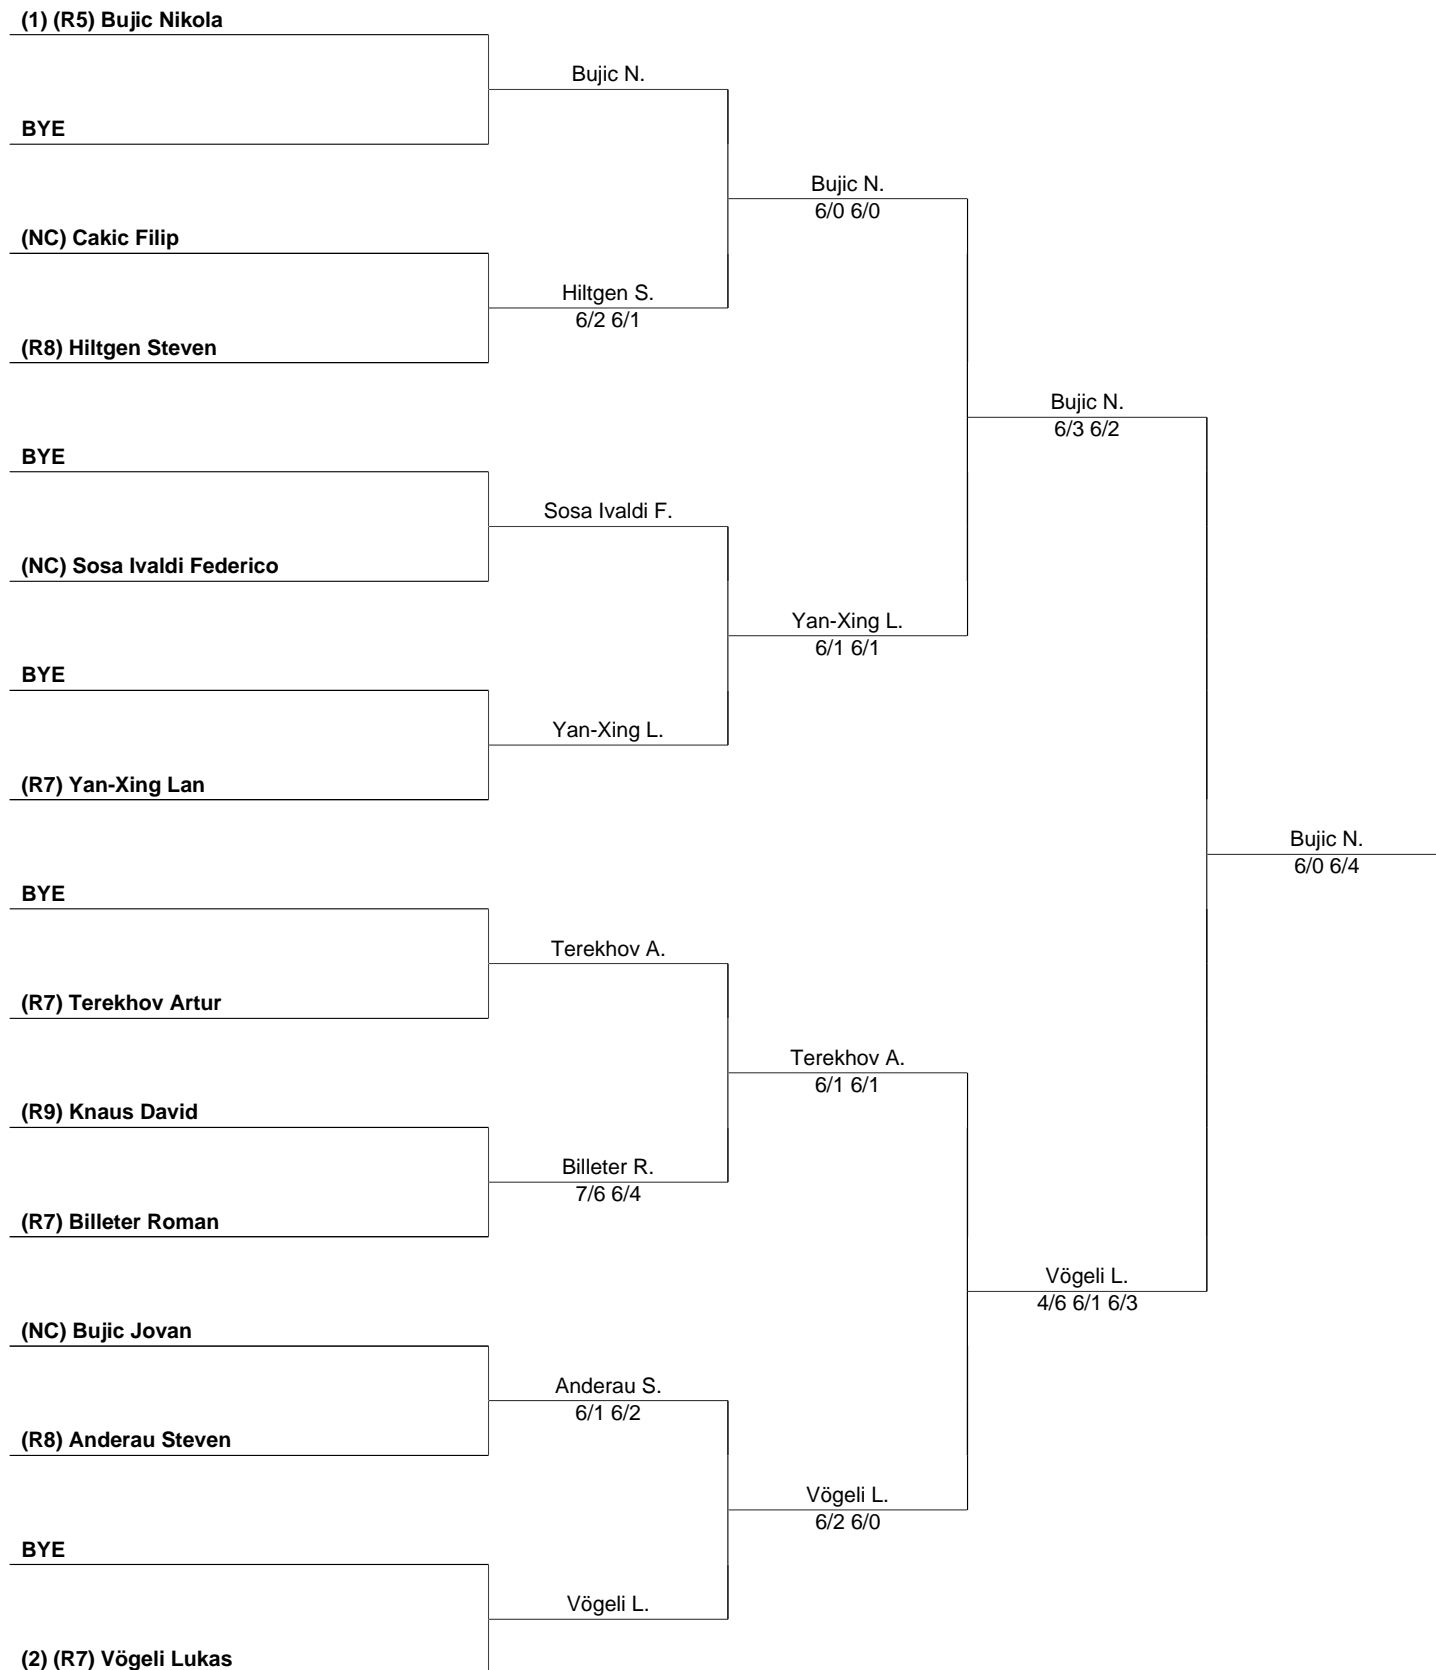 (1) (R5) Bujic Nikola
Bujic N.
BYE
Bujic N.
6/0 6/0
(NC) Cakic Filip
Hiltgen S.
6/2 6/1
(R8) Hiltgen Steven
Bujic N.
6/3 6/2
BYE
Sosa Ivaldi F.
(NC) Sosa Ivaldi Federico
Yan-Xing L.
6/1 6/1
BYE
Yan-Xing L.
(R7) Yan-Xing Lan
Bujic N.
6/0 6/4
BYE
Terekhov A.
(R7) Terekhov Artur
Terekhov A.
6/1 6/1
(R9) Knaus David
Billeter R.
7/6 6/4
(R7) Billeter Roman
Vögeli L.
4/6 6/1 6/3
(NC) Bujic Jovan
Anderau S.
6/1 6/2
(R8) Anderau Steven
Vögeli L.
6/2 6/0
BYE
Vögeli L.
(2) (R7) Vögeli Lukas